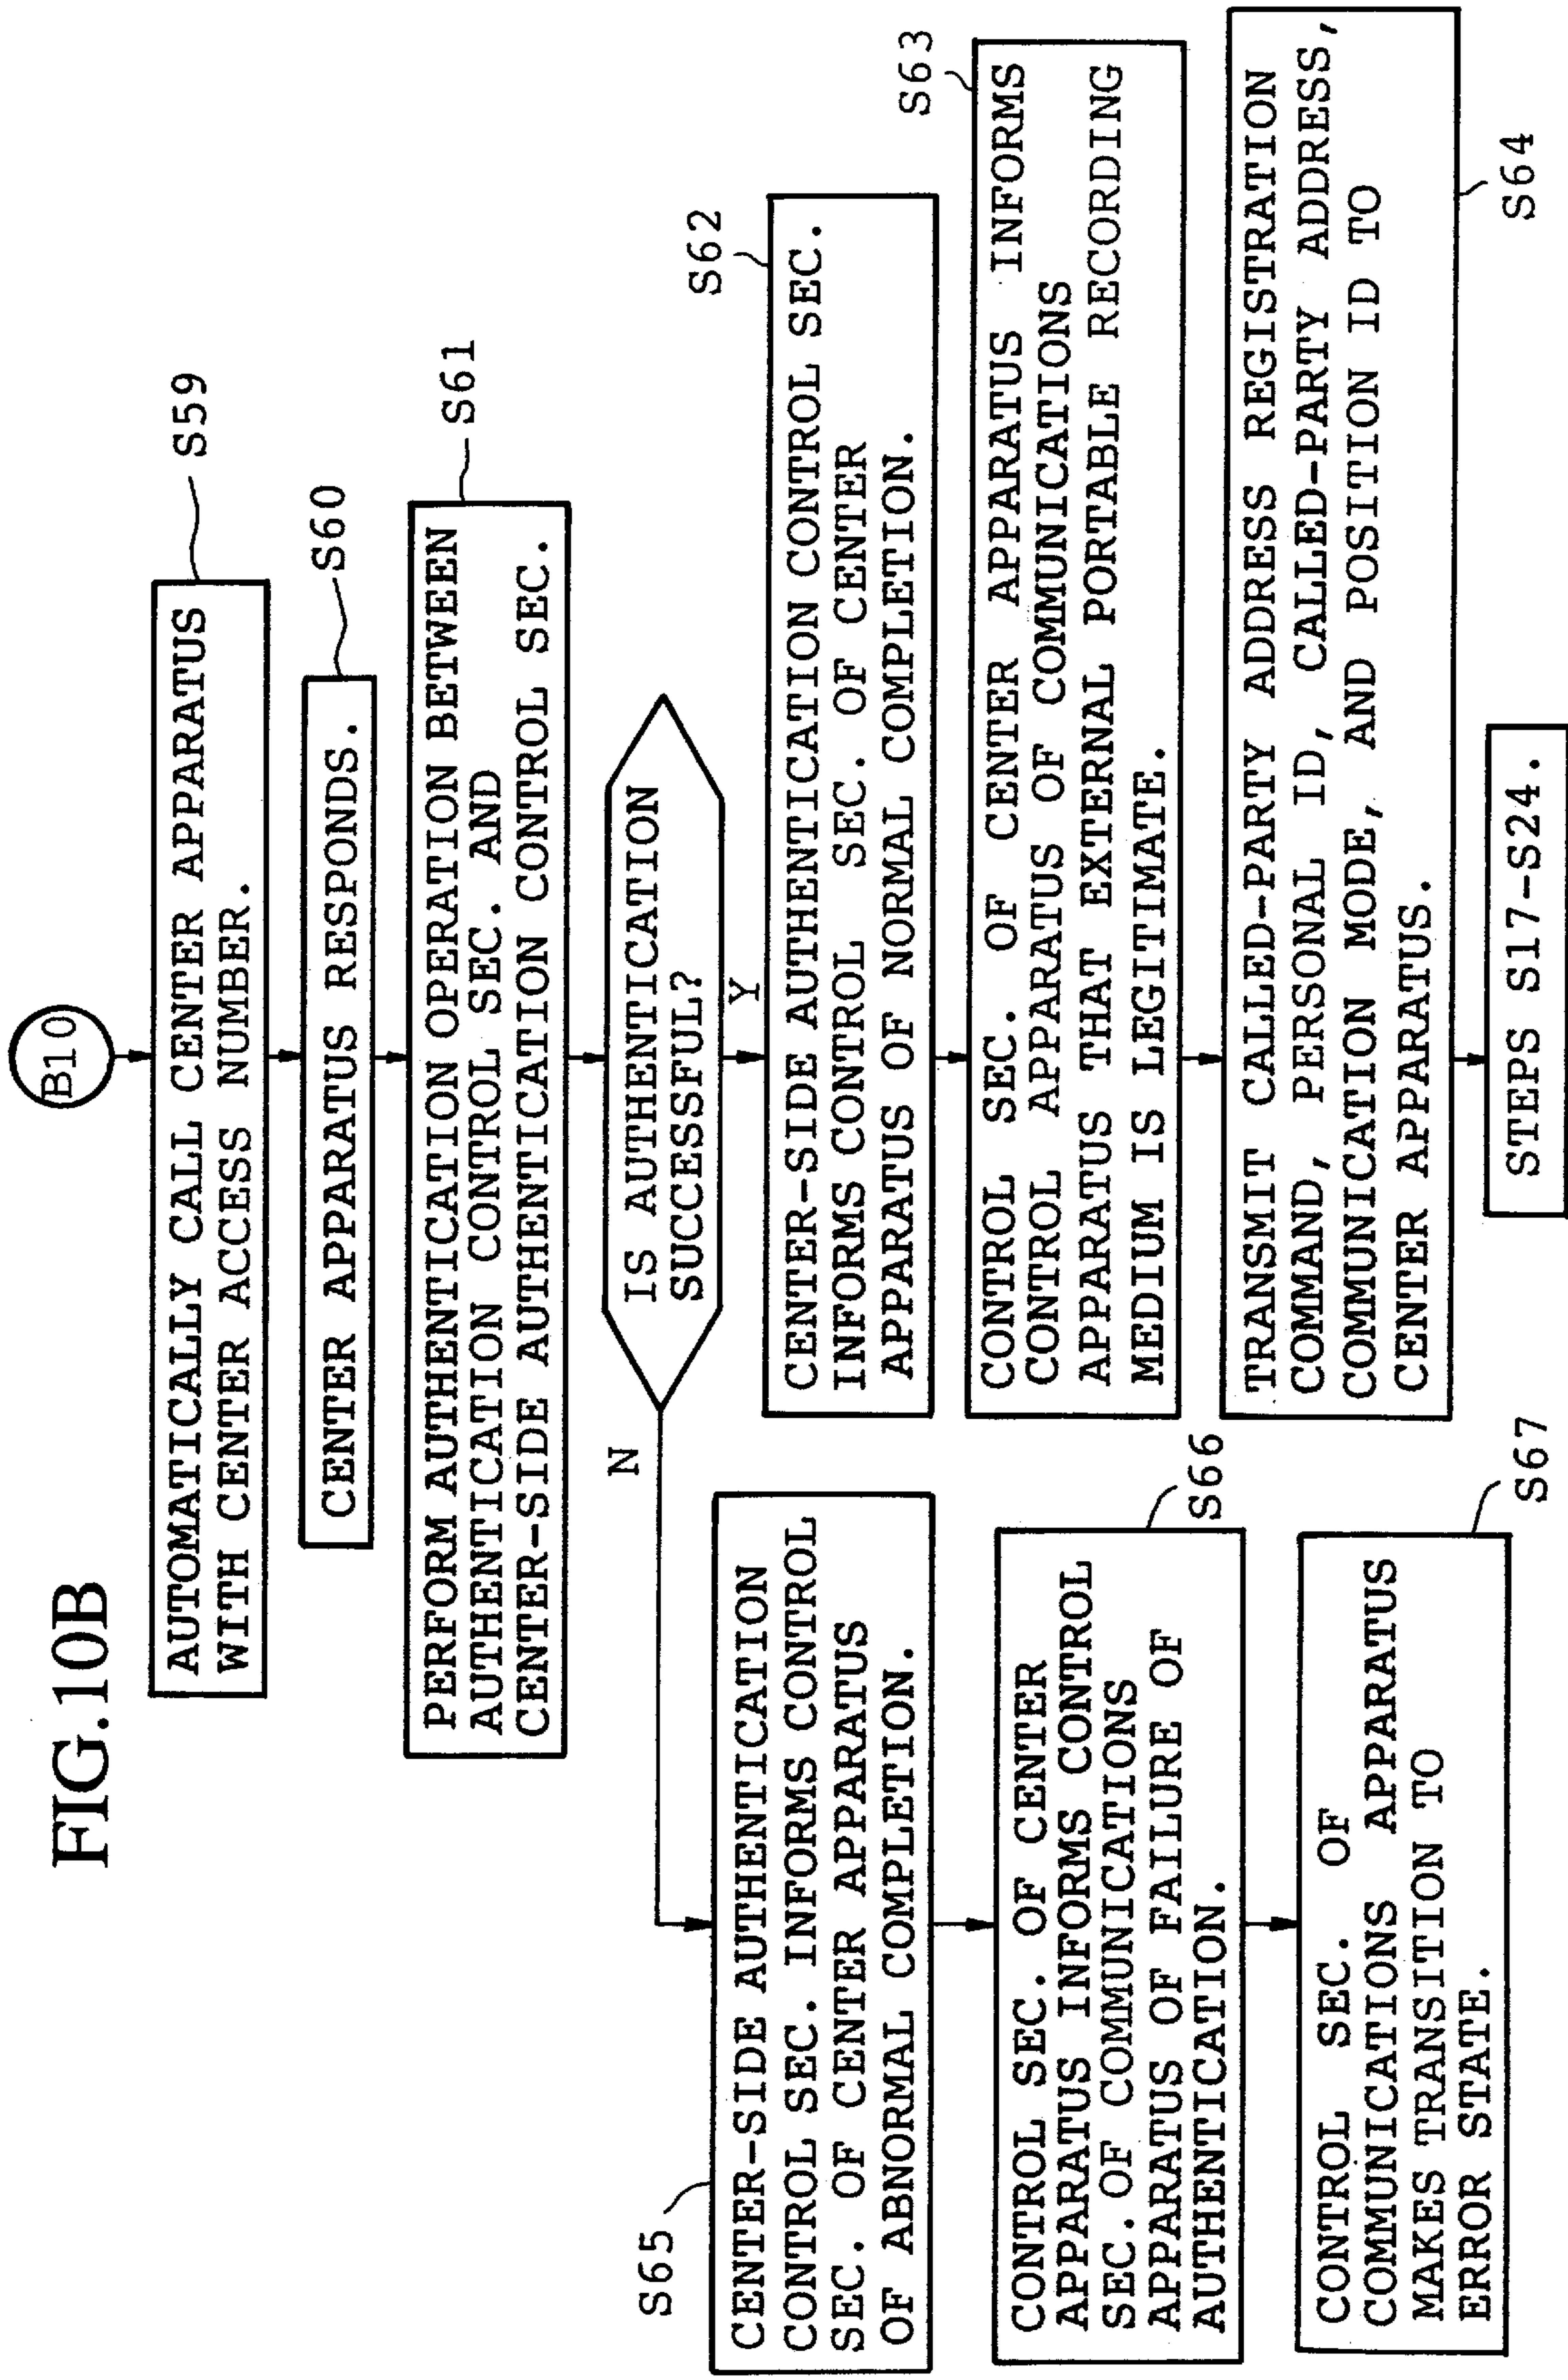 FIG.10B
B10
AUTOMATICALLY CALL CENTER APPARATUS
WITH CENTER ACCESS NUMBER.
S59
CENTER APPARATUS RESPONDS.
S60
PERFORM AUTHENTICATION OPERATION BETWEEN
AUTHENTICATION CONTROL SEC. AND
CENTER-SIDE AUTHENTICATION CONTROL SEC.
S61
IS AUTHENTICATION
SUCCESSFUL?
N
Y
CENTER-SIDE AUTHENTICATION CONTROL SEC.
INFORMS CONTROL SEC. OF CENTER
APPARATUS OF NORMAL COMPLETION.
S62
CONTROL SEC. OF CENTER APPARATUS INFORMS
CONTROL APPARATUS OF COMMUNICATIONS
APPARATUS THAT EXTERNAL PORTABLE RECORDING
MEDIUM IS LEGITIMATE.
S63
TRANSMIT CALLED-PARTY ADDRESS REGISTRATION
COMMAND, PERSONAL ID, CALLED-PARTY ADDRESS,
COMMUNICATION MODE, AND POSITION ID TO
CENTER APPARATUS.
S64
STEPS S17-S24.
S65
CENTER-SIDE AUTHENTICATION
CONTROL SEC. INFORMS CONTROL
SEC. OF CENTER APPARATUS
OF ABNORMAL COMPLETION.
CONTROL SEC. OF CENTER
APPARATUS INFORMS CONTROL
SEC. OF COMMUNICATIONS
APPARATUS OF FAILURE OF
AUTHENTICATION.
S66
CONTROL SEC. OF
COMMUNICATIONS APPARATUS
MAKES TRANSITION TO
ERROR STATE.
S67